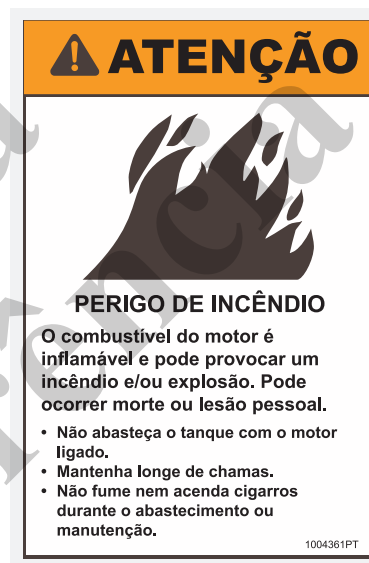 ATENÇÃO
PERIGO DE INCÊNDIO
O combustível do motor é
inflamável e pode provocar um
incêndio e/ou explosão. Pode
ocorrer morte ou lesão pessoal.
• Não abasteça o tanque com o motor
ligado.
• Mantenha longe de chamas.
• Não fume nem acenda cigarros
durante o abastecimento ou
manutenção.
1004361PT